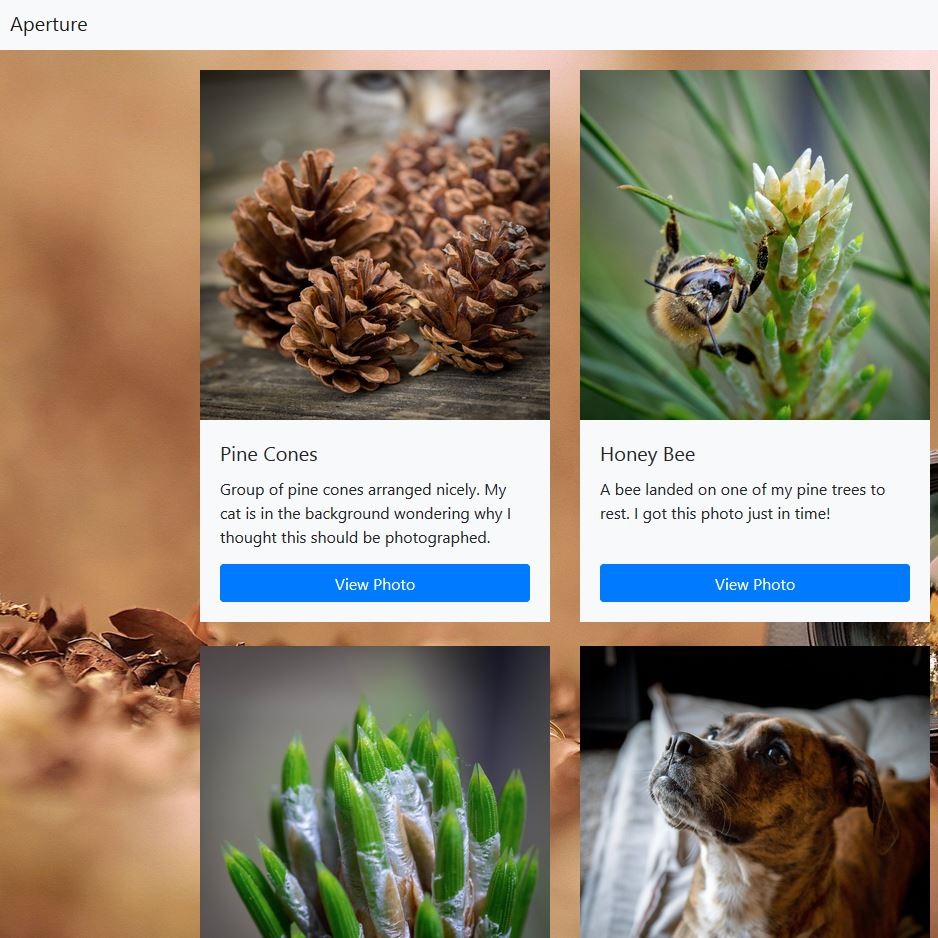 Aperture
Pine Cones
Group of pine cones arranged nicely. My
cat is in the background wondering why I
thought this should be photographed.
View Photo
Honey Bee
A bee landed on one of my pine trees to
rest. I got this photo just in time!
View Photo